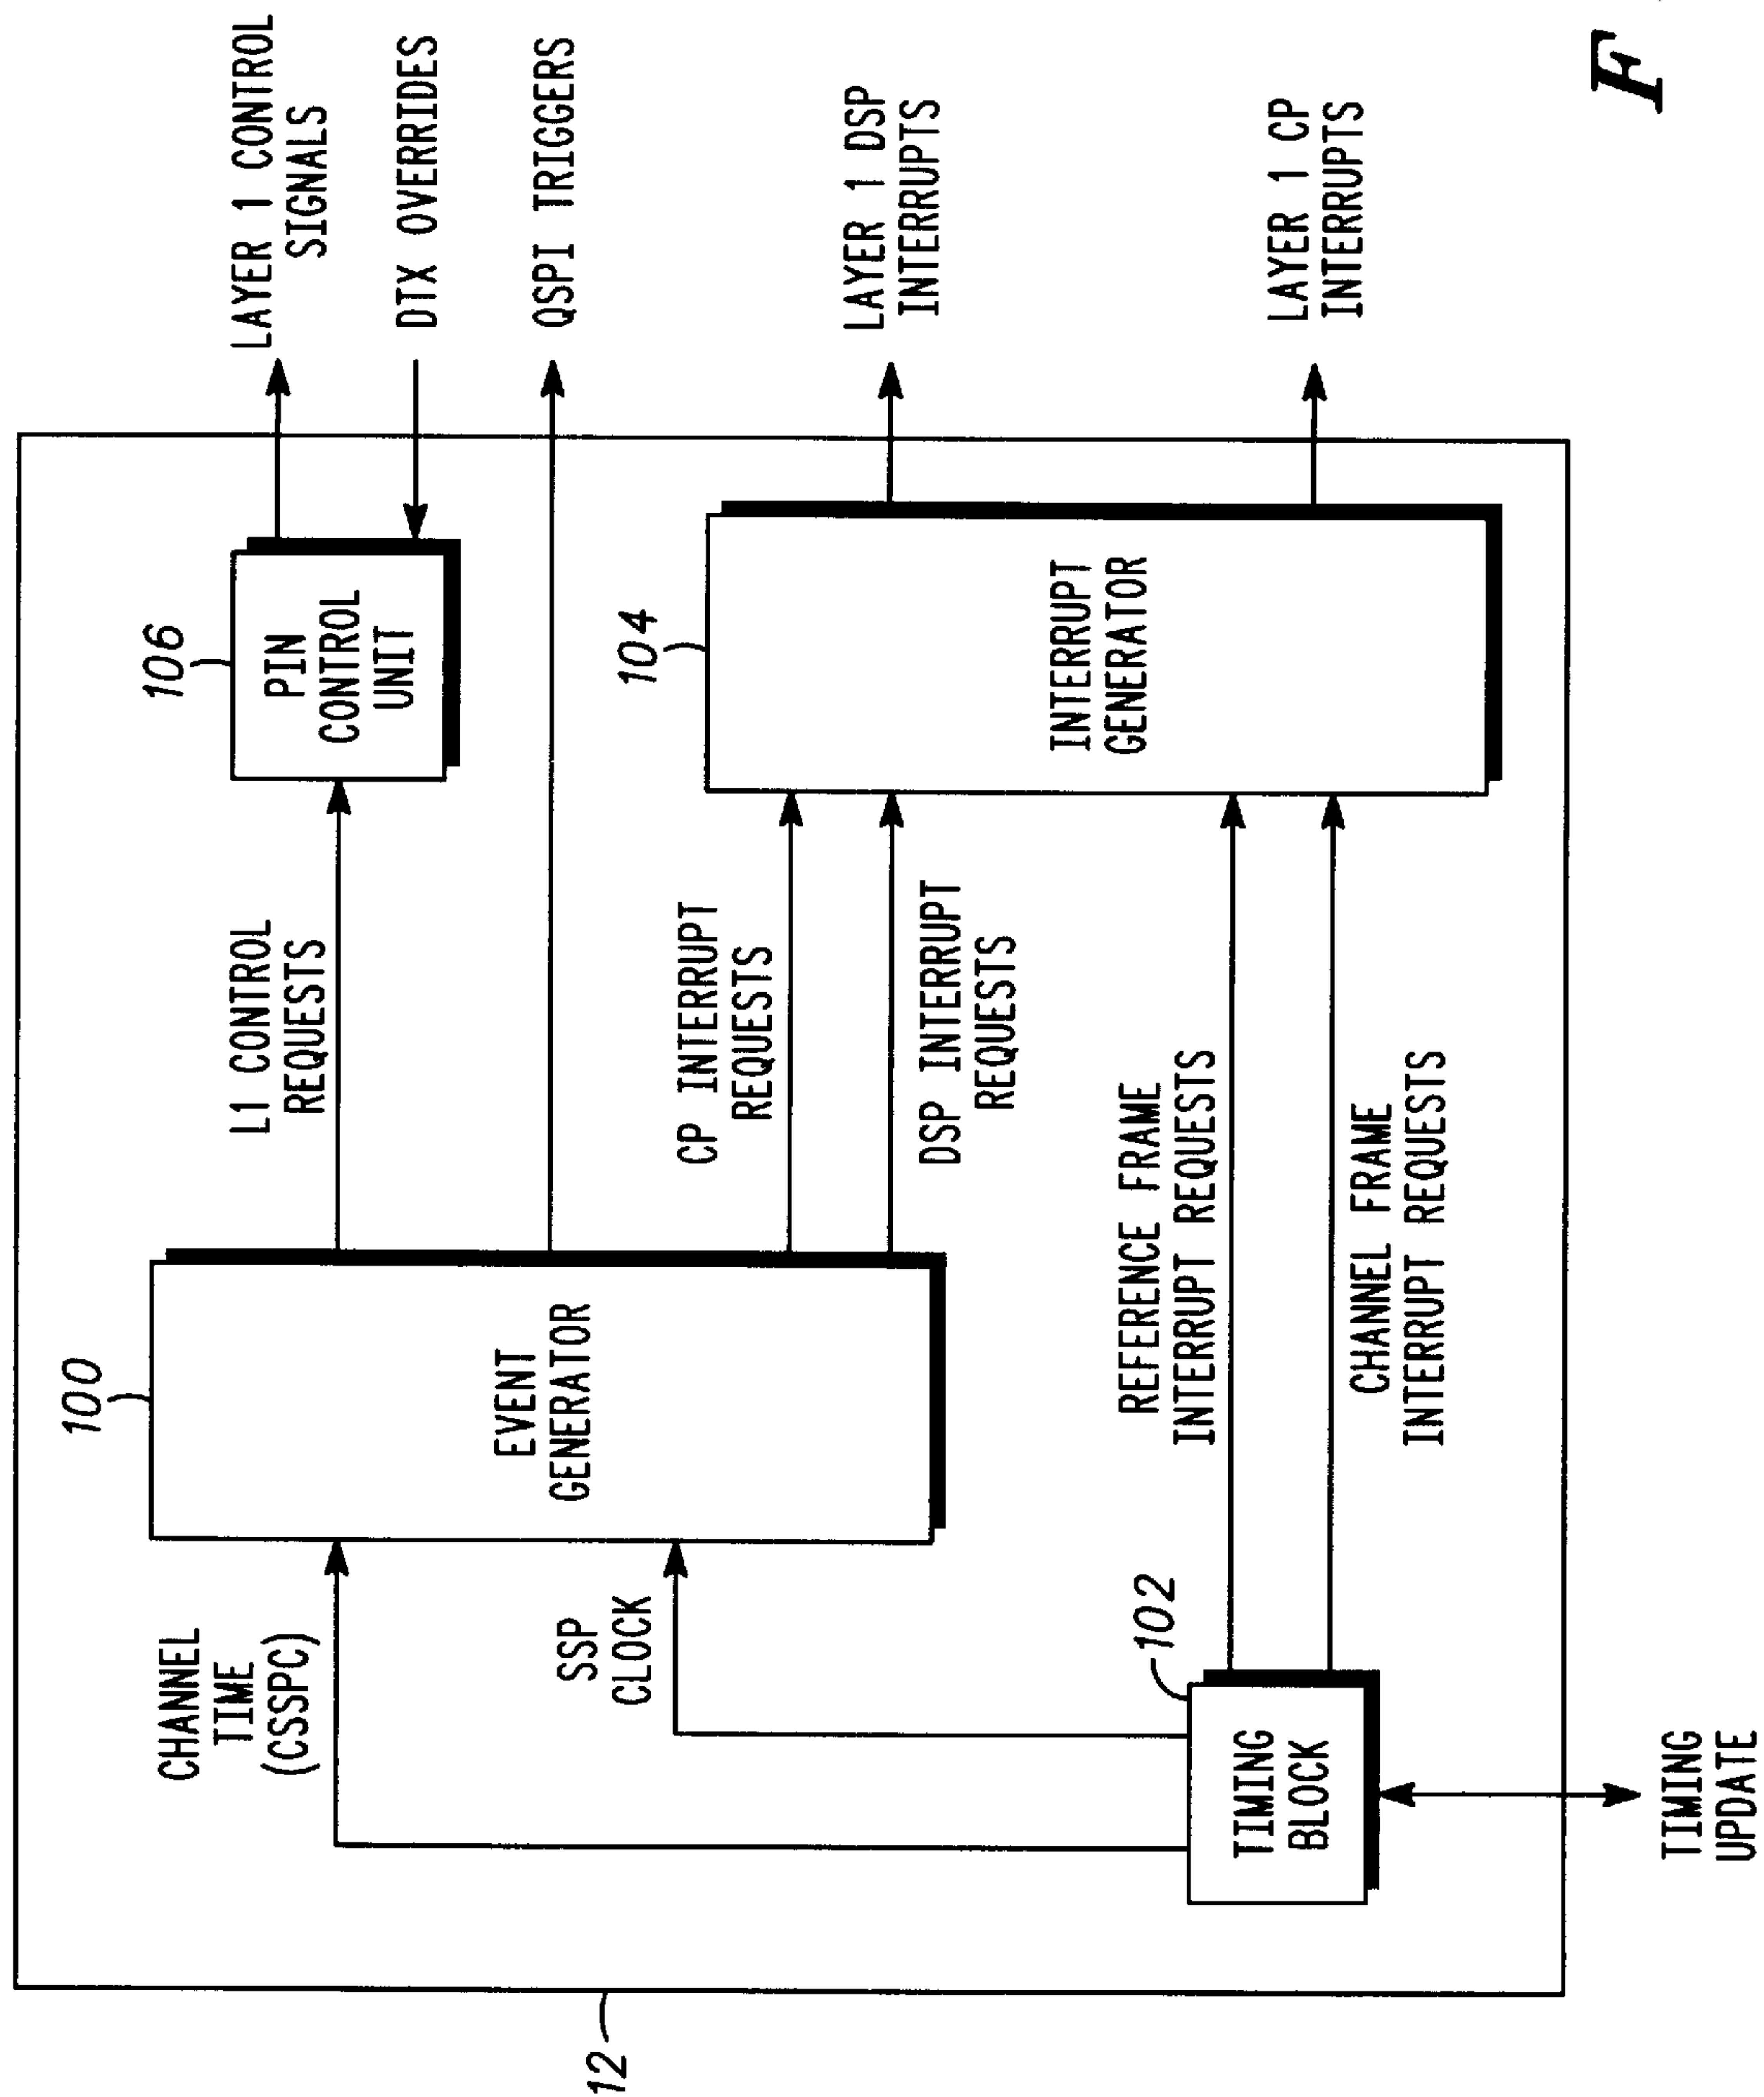 LAYER 1 CONTROL
SIGNALS
DTX OVERRIDES
QSPI TRIGGERS
LAYER 1 DSP
INTERRUPTS
LAYER 1 CP
INTERRUPTS
106
PIN
CONTROL
UNIT
104
INTERRUPT
GENERATOR
L1 CONTROL
REQUESTS
CP INTERRUPT
REQUESTS
DSP INTERRUPT
REQUESTS
REFERENCE FRAME
INTERRUPT REQUESTS
CHANNEL FRAME
INTERRUPT REQUESTS
100
EVENT
GENERATOR
CHANNEL
TIME
(CSSPC)
SSP
CLOCK
102
TIMING
BLOCK
TIMING
UPDATE
12
F